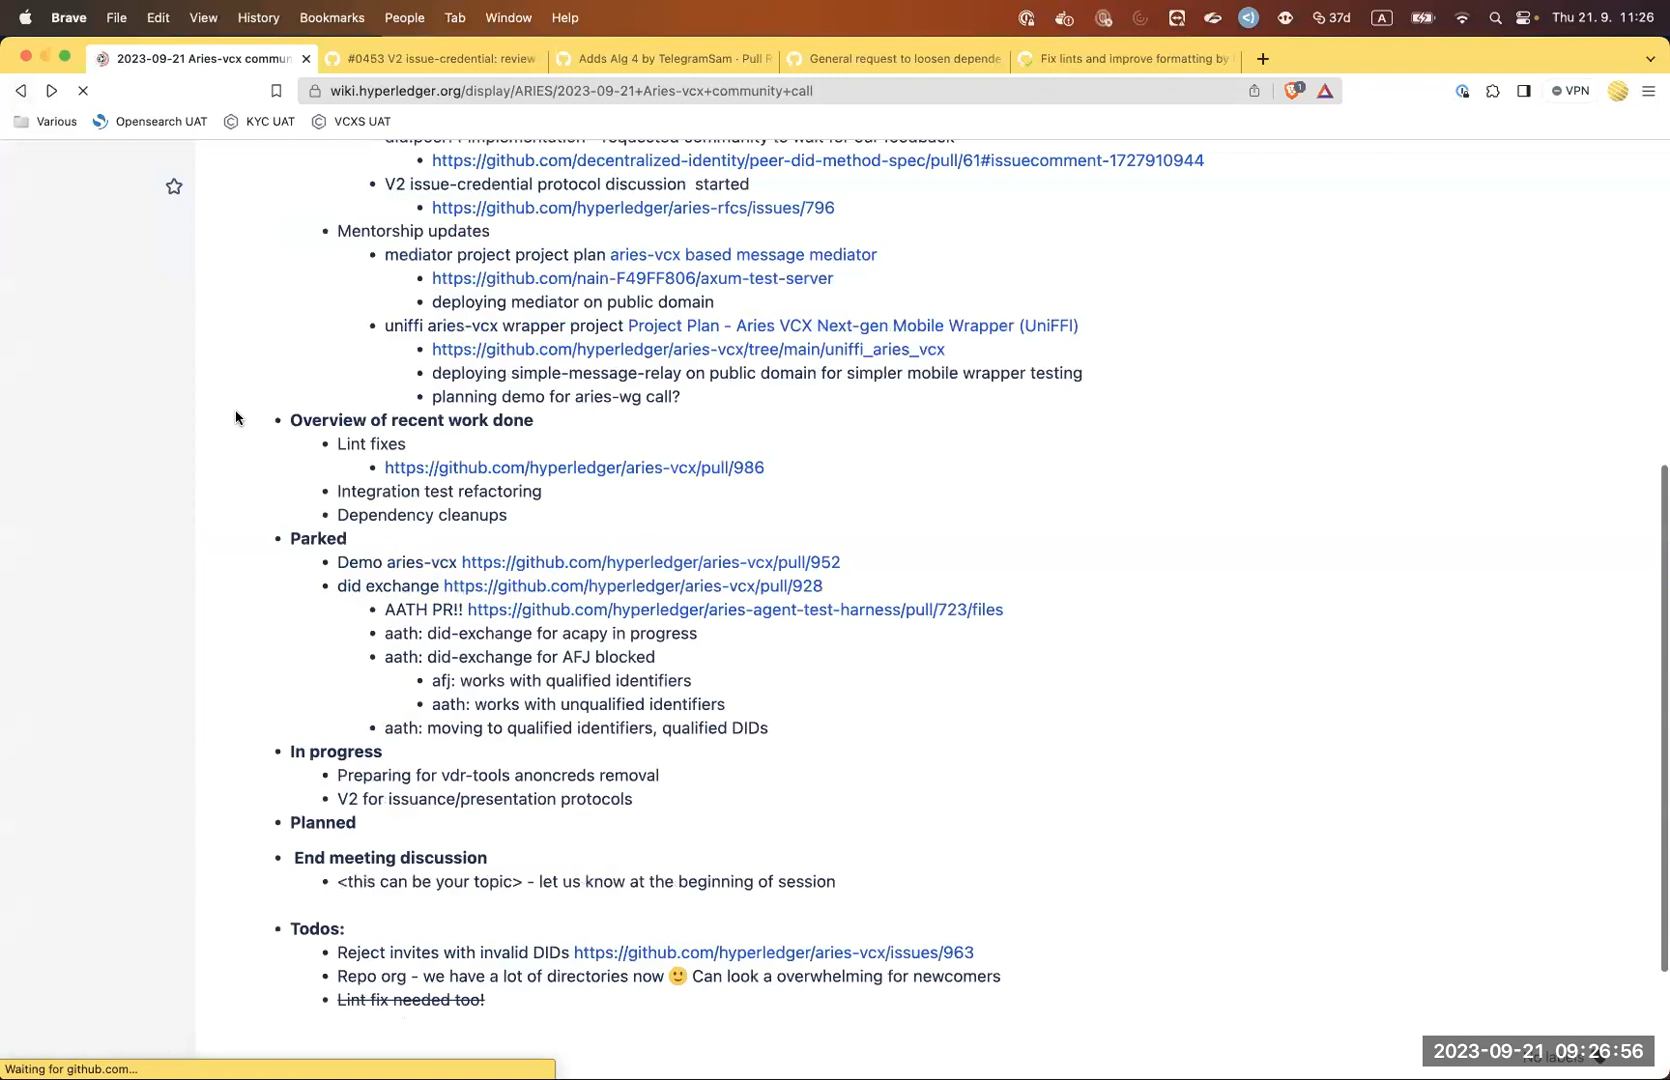 Brave File Edit View History Bookmarks People Tab Window Help 37d A Thu 21. 9. 11:26
2023-09-21 Aries-vcx commun #0453 V2 issue-credential: review Adds Alg 4 by TelegramSam · Pull R General request to loosen depende Fix lints and improve formatting by
wiki.hyperledger.org/display/ARIES/2023-09-21+Aries-vcx+community+call 1 VPN
Various Opensearch UAT KYC UAT VCXS UAT
https://github.com/decentralized-identity/peer-did-method-spec/pull/61#issuecomment-1727910944
V2 issue-credential protocol discussion started
https://github.com/hyperledger/aries-rfcs/issues/796
Mentorship updates
mediator project project plan aries-vcx based message mediator
https://github.com/nain-F49FF806/axum-test-server
deploying mediator on public domain
uniffi aries-vcx wrapper project Project Plan - Aries VCX Next-gen Mobile Wrapper (UniFFI)
https://github.com/hyperledger/aries-vcx/tree/main/uniffi_aries_vcx
deploying simple-message-relay on public domain for simpler mobile wrapper testing
planning demo for aries-wg call?
Overview of recent work done
Lint fixes
https://github.com/hyperledger/aries-vcx/pull/986
Integration test refactoring
Dependency cleanups
Parked
Demo aries-vcx https://github.com/hyperledger/aries-vcx/pull/952
did exchange https://github.com/hyperledger/aries-vcx/pull/928
AATH PR!! https://github.com/hyperledger/aries-agent-test-harness/pull/723/files
aath: did-exchange for acapy in progress
aath: did-exchange for AFJ blocked
afj: works with qualified identifiers
aath: works with unqualified identifiers
aath: moving to qualified identifiers, qualified DIDs
In progress
Preparing for vdr-tools anoncreds removal
V2 for issuance/presentation protocols
Planned
End meeting discussion
<this can be your topic> - let us know at the beginning of session
Todos:
Reject invites with invalid DIDs https://github.com/hyperledger/aries-vcx/issues/963
Repo org - we have a lot of directories now 🙂 Can look a overwhelming for newcomers
Lint fix needed too!
2023-09-21 09:26:56
Waiting for github.com...